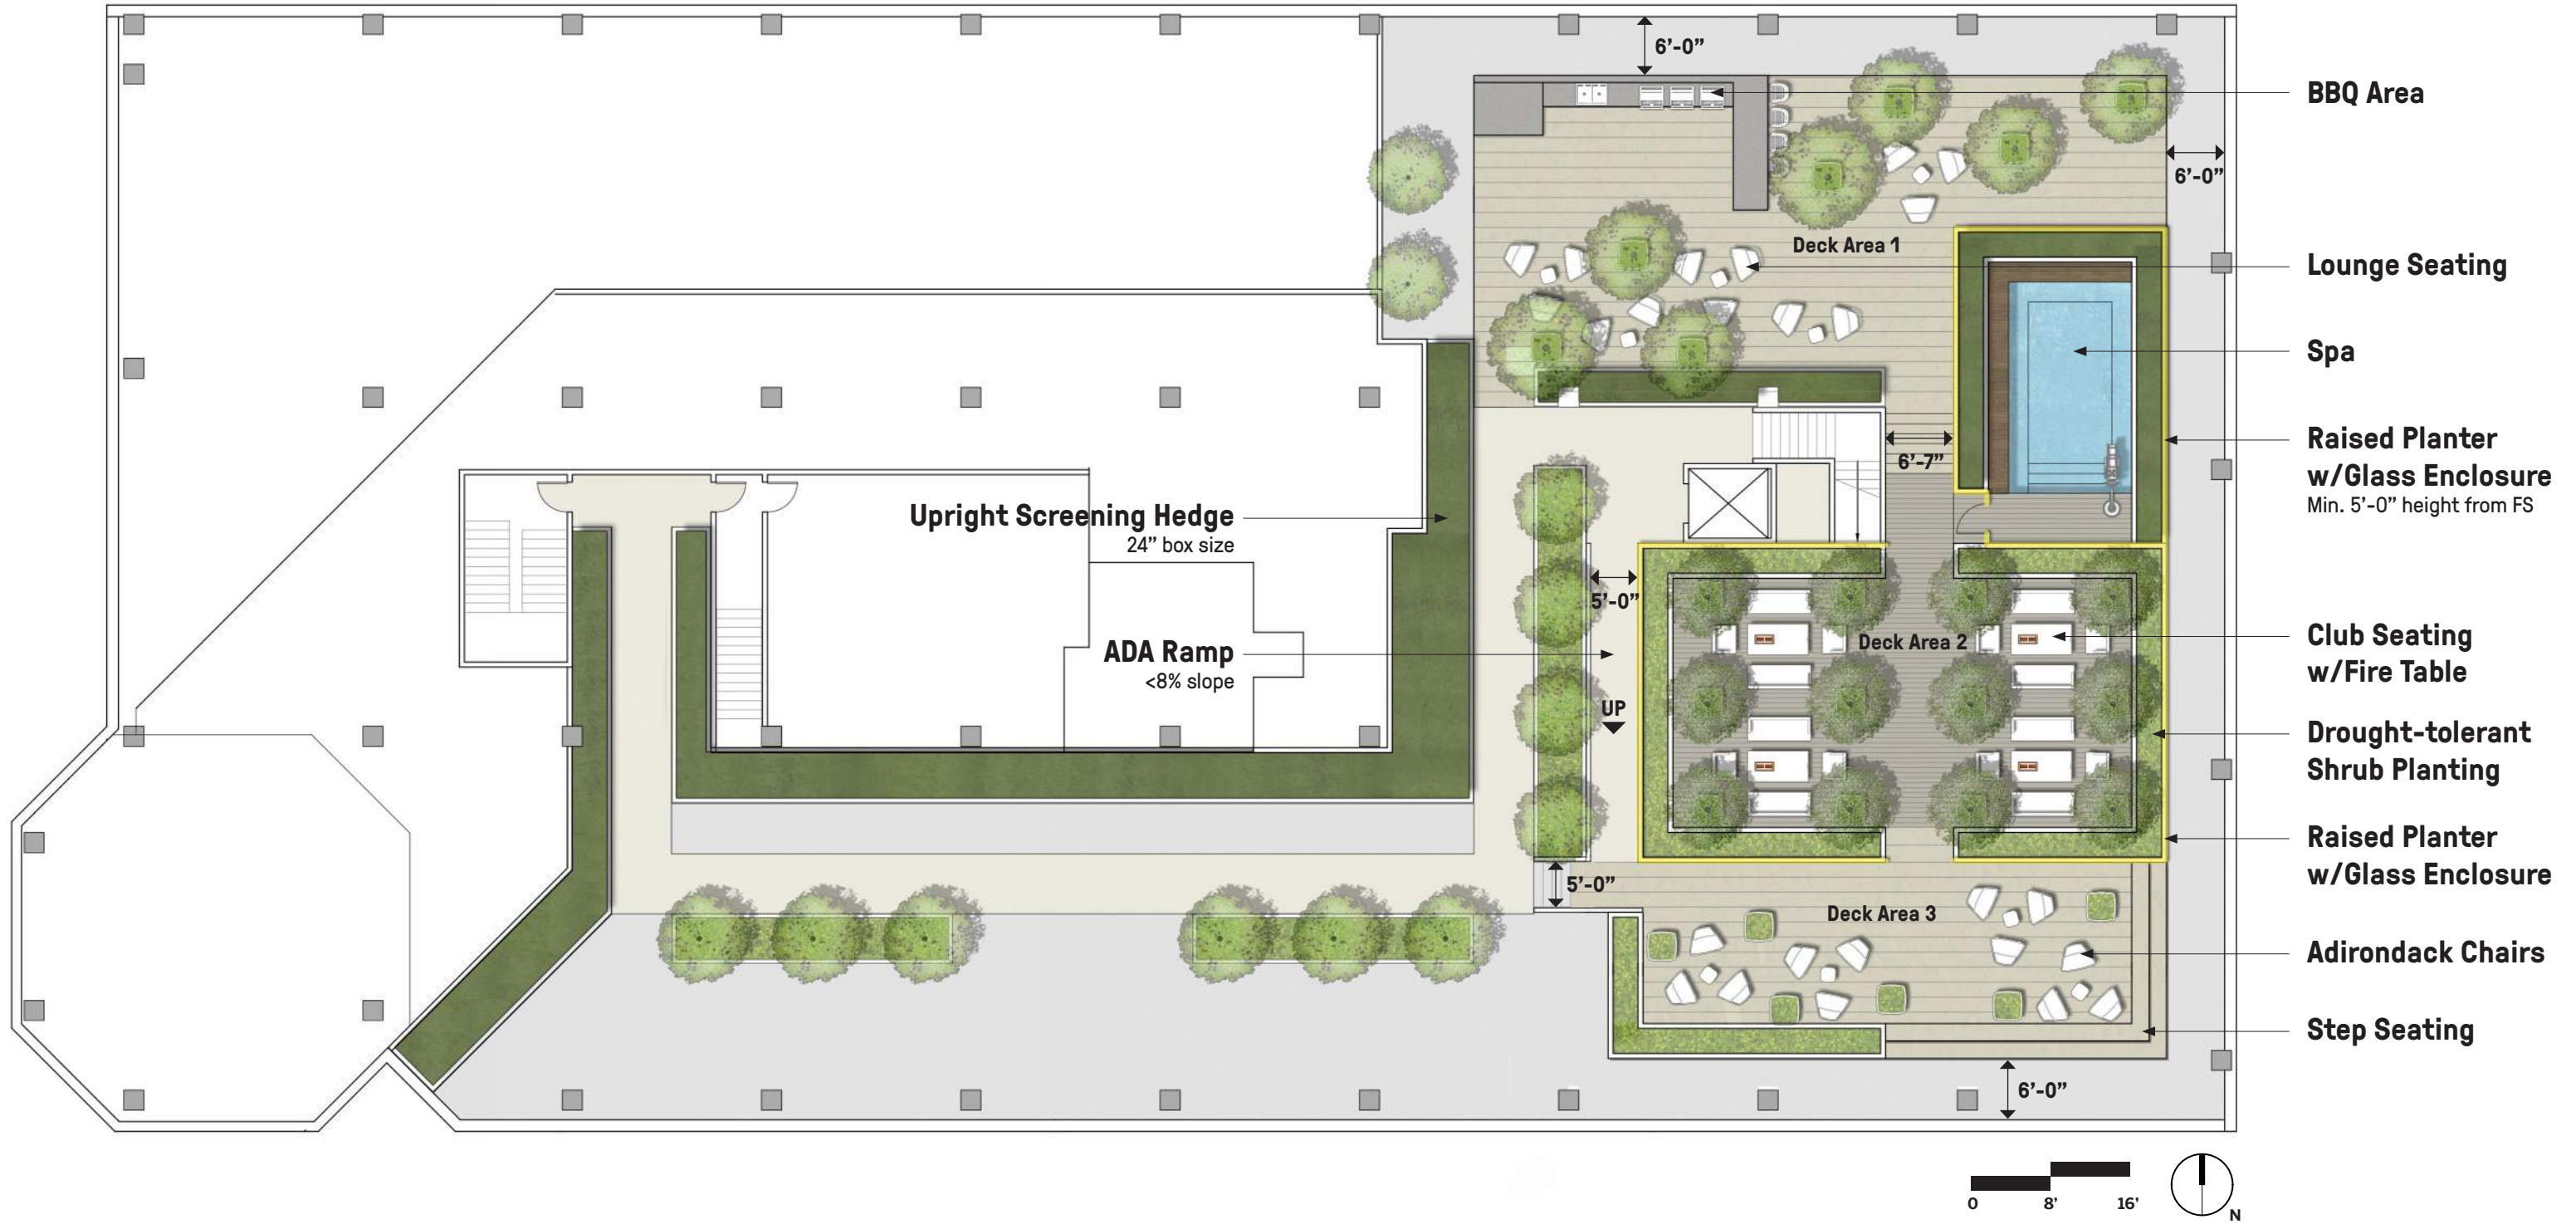 6’-0”
BBQ Area
6’-0”
Deck Area 1
Lounge Seating
Spa
Raised Planter
w/Glass Enclosure
Min. 5’-0” height from FS
6’-7”
Upright Screening Hedge
24” box size
5’-0”
ADA Ramp
<8% slope
Deck Area 2
Club Seating
w/Fire Table
UP
Drought-tolerant
Shrub Planting
Raised Planter
w/Glass Enclosure
5’-0”
Deck Area 3
Adirondack Chairs
Step Seating
6’-0”
0 8' 16'
N